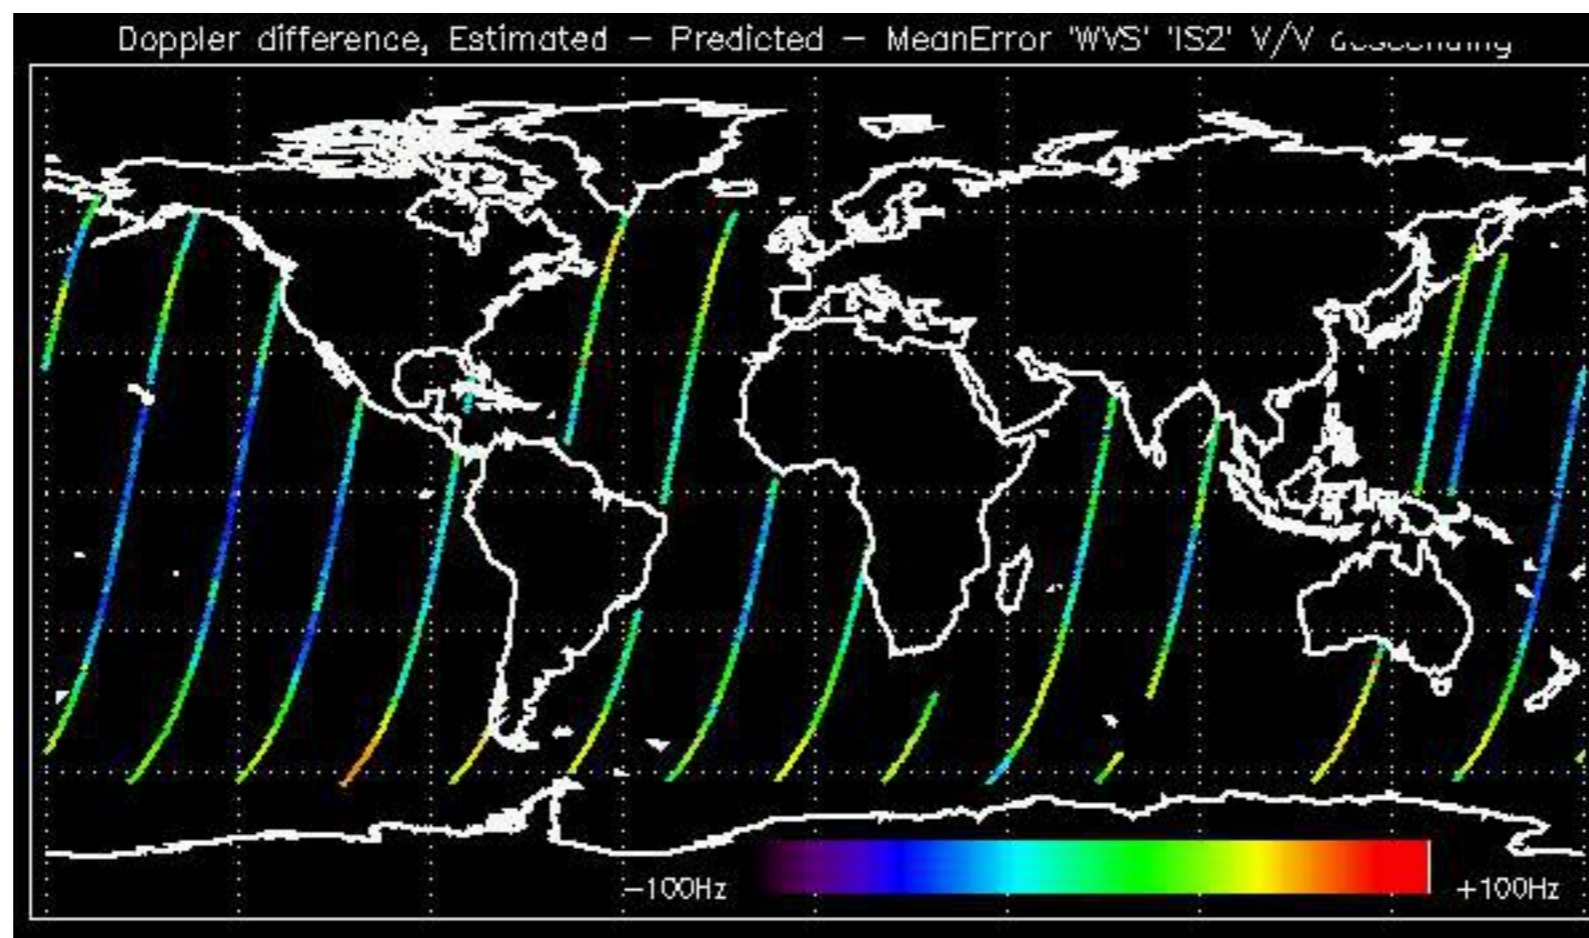 Doppler difference, Estimated - Predicted - MeanError 'WVS' 'IS2' V/V
-100Hz
+100Hz